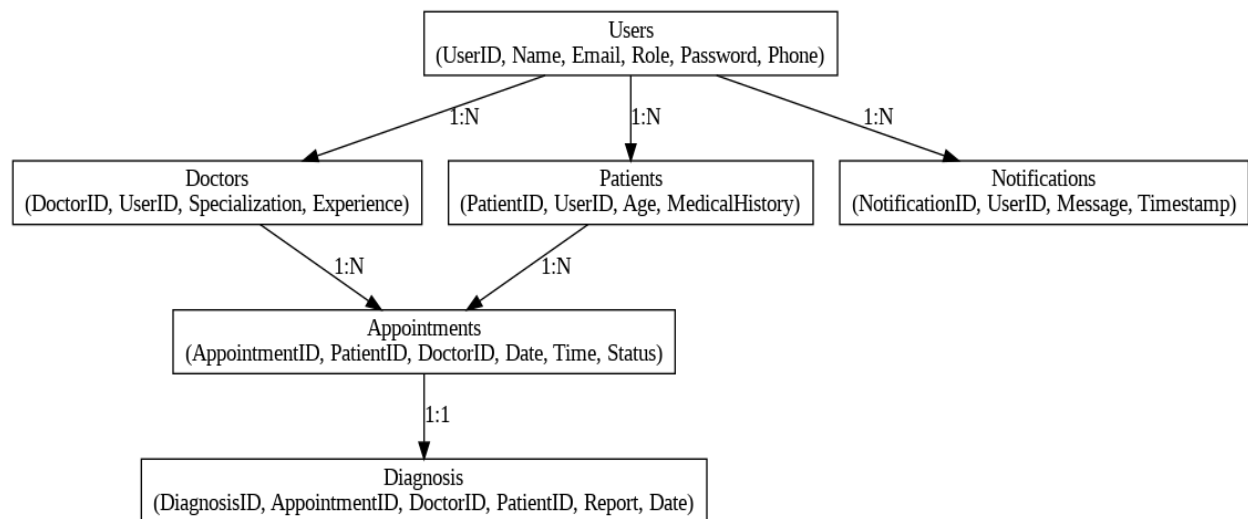 Users
(UserID, Name, Email, Role, Password, Phone)
1:N
1:N
1:N
Doctors
(DoctorID, UserID, Specialization, Experience)
Patients
(PatientID, UserID, Age, MedicalHistory)
Notifications
(NotificationID, UserID, Message, Timestamp)
1:N
1:N
Appointments
(AppointmentID, PatientID, DoctorID, Date, Time, Status)
1:1
Diagnosis
(DiagnosisID, AppointmentID, DoctorID, PatientID, Report, Date)